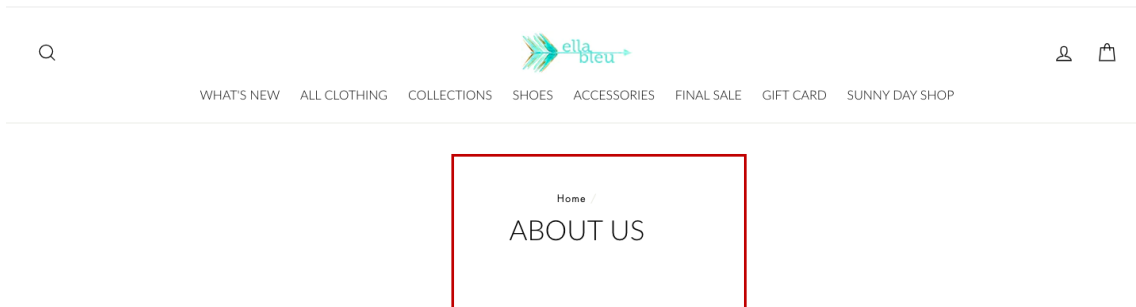 ella
bleu
WHAT'S NEW ALL CLOTHING COLLECTIONS SHOES ACCESSORIES FINAL SALE GIFT CARD SUNNY DAY SHOP
Home /
ABOUT US